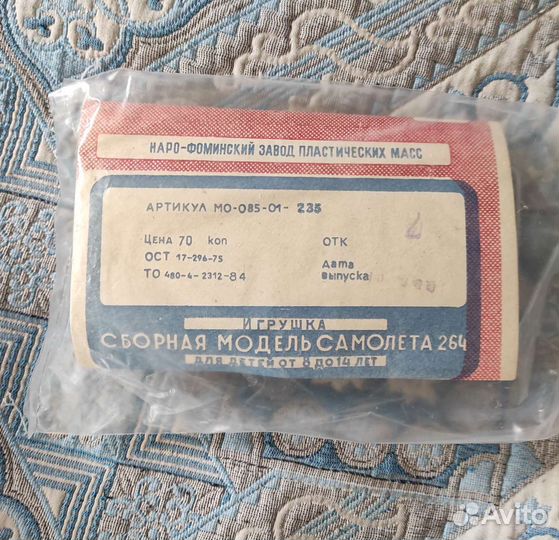 НАРО-ФОМИНСКИЙ ЗАВОД ПЛАСТИЧЕСКИХ МАСС
АРТИКУЛ МО-085-01-235
ЦЕНА 70 коп ОТК 7
ОСТ 17-296-75 дата
ТО 480-4-2312-84 выпуска
ИГРУШКА
СБОРНАЯ МОДЕЛЬ САМОЛЕТА 264
ДЛЯ ДЕТЕЙ ОТ 8 ДО 14 ЛЕТ
Avito